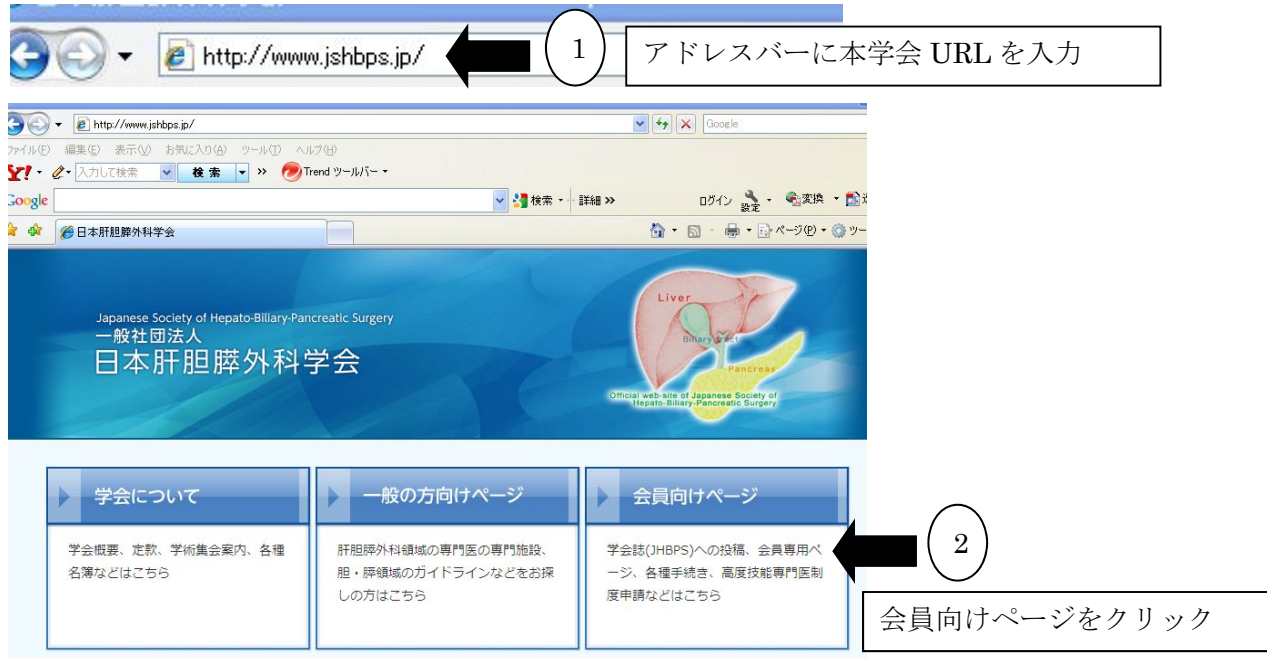 http://www.jshbps.jp/
1
アドレスバーに本学会 URL を入力
http://www.jshbps.jp/
Google
ファイル(F) 編集(E) 表示(V) お気に入り(A) ツール(T) ヘルプ(H)
Y! 入力して検索 検索 >> Trend ツールバー
Google 検索 詳細 >> ログイン 設定 変換
日本肝胆膵外科学会 ページ(P)
Japanese Society of Hepato-Biliary-Pancreatic Surgery
一般社団法人
日本肝胆膵外科学会
Liver
Biliary tract
Pancreas
Official web-site of Japanese Society of
Hepato-Biliary-Pancreatic Surgery
学会について
学会概要、定款、学術集会案内、各種
名簿などはこちら
一般の方向けページ
肝胆膵外科領域の専門医の専門施設、
胆・膵領域のガイドラインなどをお探
しの方はこちら
会員向けページ
学会誌(JHBPS)への投稿、会員専用ペ
ージ、各種手続き、高度技能専門医制
度申請などはこちら
2
会員向けページをクリック